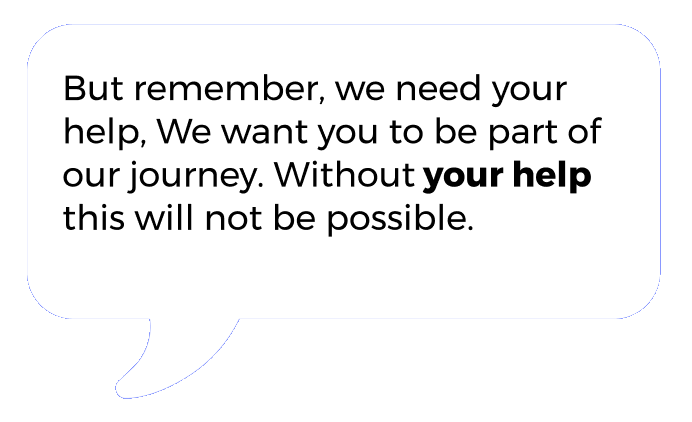 But remember, we need your
help, We want you to be part of
our journey. Without your help
this will not be possible.